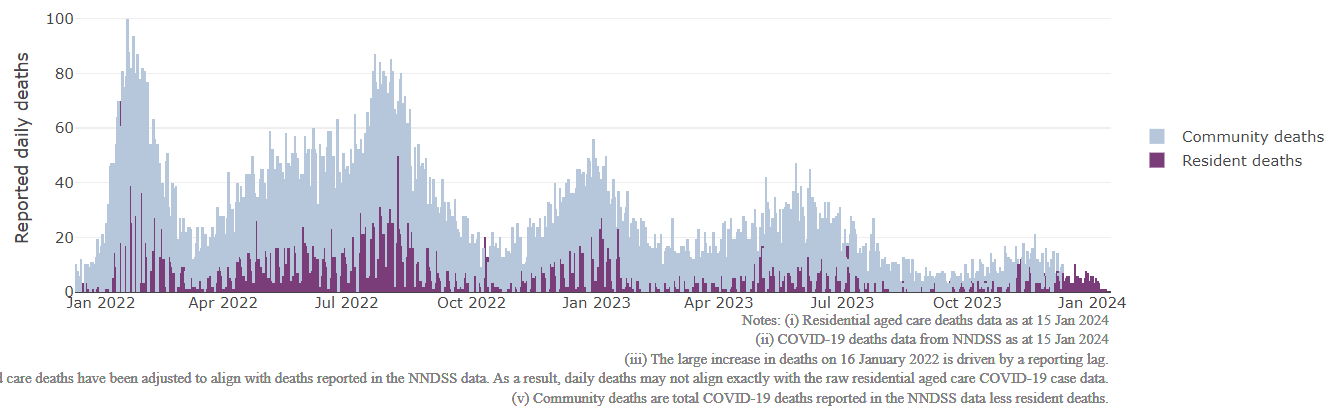 100
80
60
40
20
0
Reported daily deaths
Jan 2022 Apr 2022 Jul 2022 Oct 2022 Jan 2023 Apr 2023 Jul 2023 Oct 2023 Jan 2024
Community deaths
Resident deaths
Notes: (i) Residential aged care deaths data as at 15 Jan 2024
(ii) COVID-19 deaths data from NNDSS as at 15 Jan 2024
(iii) The large increase in deaths on 16 January 2022 is driven by a reporting lag.
care deaths have been adjusted to align with deaths reported in the NNDSS data. As a result, daily deaths may not align exactly with the raw residential aged care COVID-19 case data.
(v) Community deaths are total COVID-19 deaths reported in the NNDSS data less resident deaths.